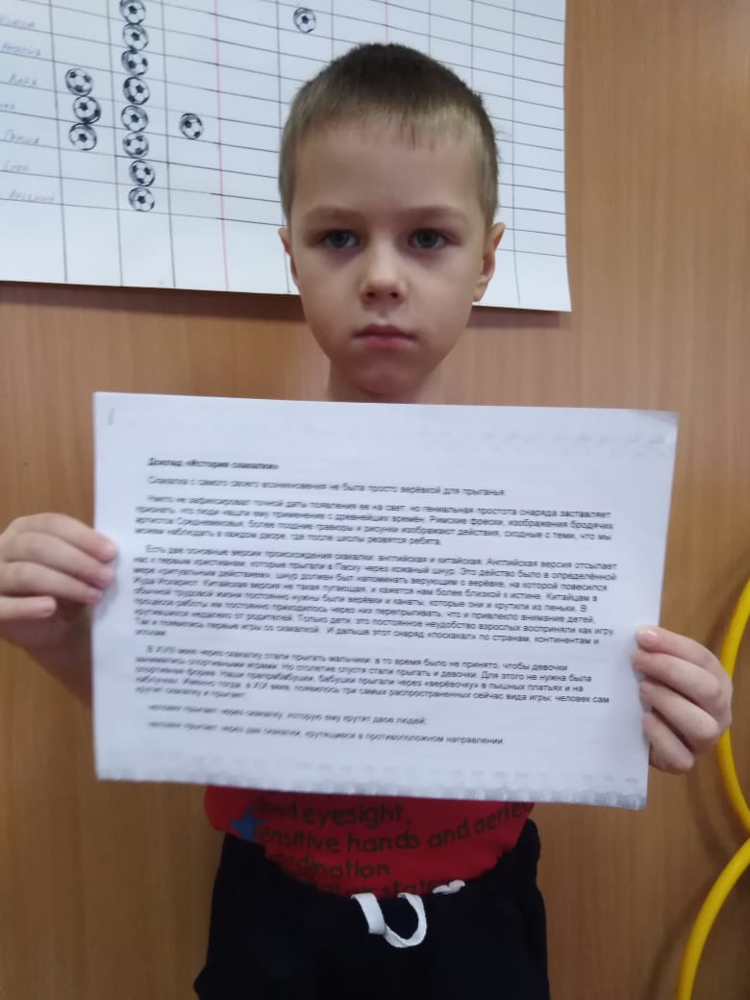 Амалия
Алия
Гриша
Арсений
Доклад: «История скакалки»
Скакалка с самого своего возникновения не была просто верёвкой для прыганья.
Никто не зафиксировал точной даты появления ее на свет, но гениальная простота снаряда заставляет
признать, что люди нашли ему применение с древнейших времён. Римские фрески, изображения бродячих
артистов Средневековья, более поздние гравюры и рисунки изображают действия, сходные с теми, что мы
можем наблюдать в каждом дворе, где после школы резвятся ребята.
Есть две основные версии происхождения скакалки: английская и китайская. Английская версия отсылает
нас к первым христианам, которые прыгали в Пасху через кожаный шнур. Это действо было в определённой
мере «ритуальным действием», шнур должен был напоминать верующим о верёвке, на которой повесился
Иуда Искариот. Китайская версия не такая пугающая, и кажется нам более близкой к истине. Китайцам в
обычной трудовой жизни постоянно нужны были верёвки и канаты, которые они и крутили из пеньки. В
процессе работы им постоянно приходилось через них перепрыгивать, что и привлекло внимание детей,
крутившихся недалеко от родителей. Только дети, это постоянное неудобство взрослых восприняли как игру.
Так и появились первые игры со скакалкой. И дальше этот снаряд «поскакал» по странам, континентам и
эпохам.
В XVIII веке через скакалку стали прыгать мальчики: в то время было не принято, чтобы девочки
занимались спортивными играми. Но столетие спустя стали прыгать и девочки. Для этого не нужна была
спортивная форма. Наши прапрабабушки, бабушки прыгали через «верёвочку» в пышных платьях и на
каблучках. Именно тогда, в XIX веке, появилось три самых распространенных сейчас вида игры: человек сам
крутит скакалку и прыгает;
человек прыгает через скакалку, которую ему крутят двое людей;
человек прыгает через две скакалки, крутящиеся в противоположном направлении.
good eyesight,
ensitive hands and perfe
ordination